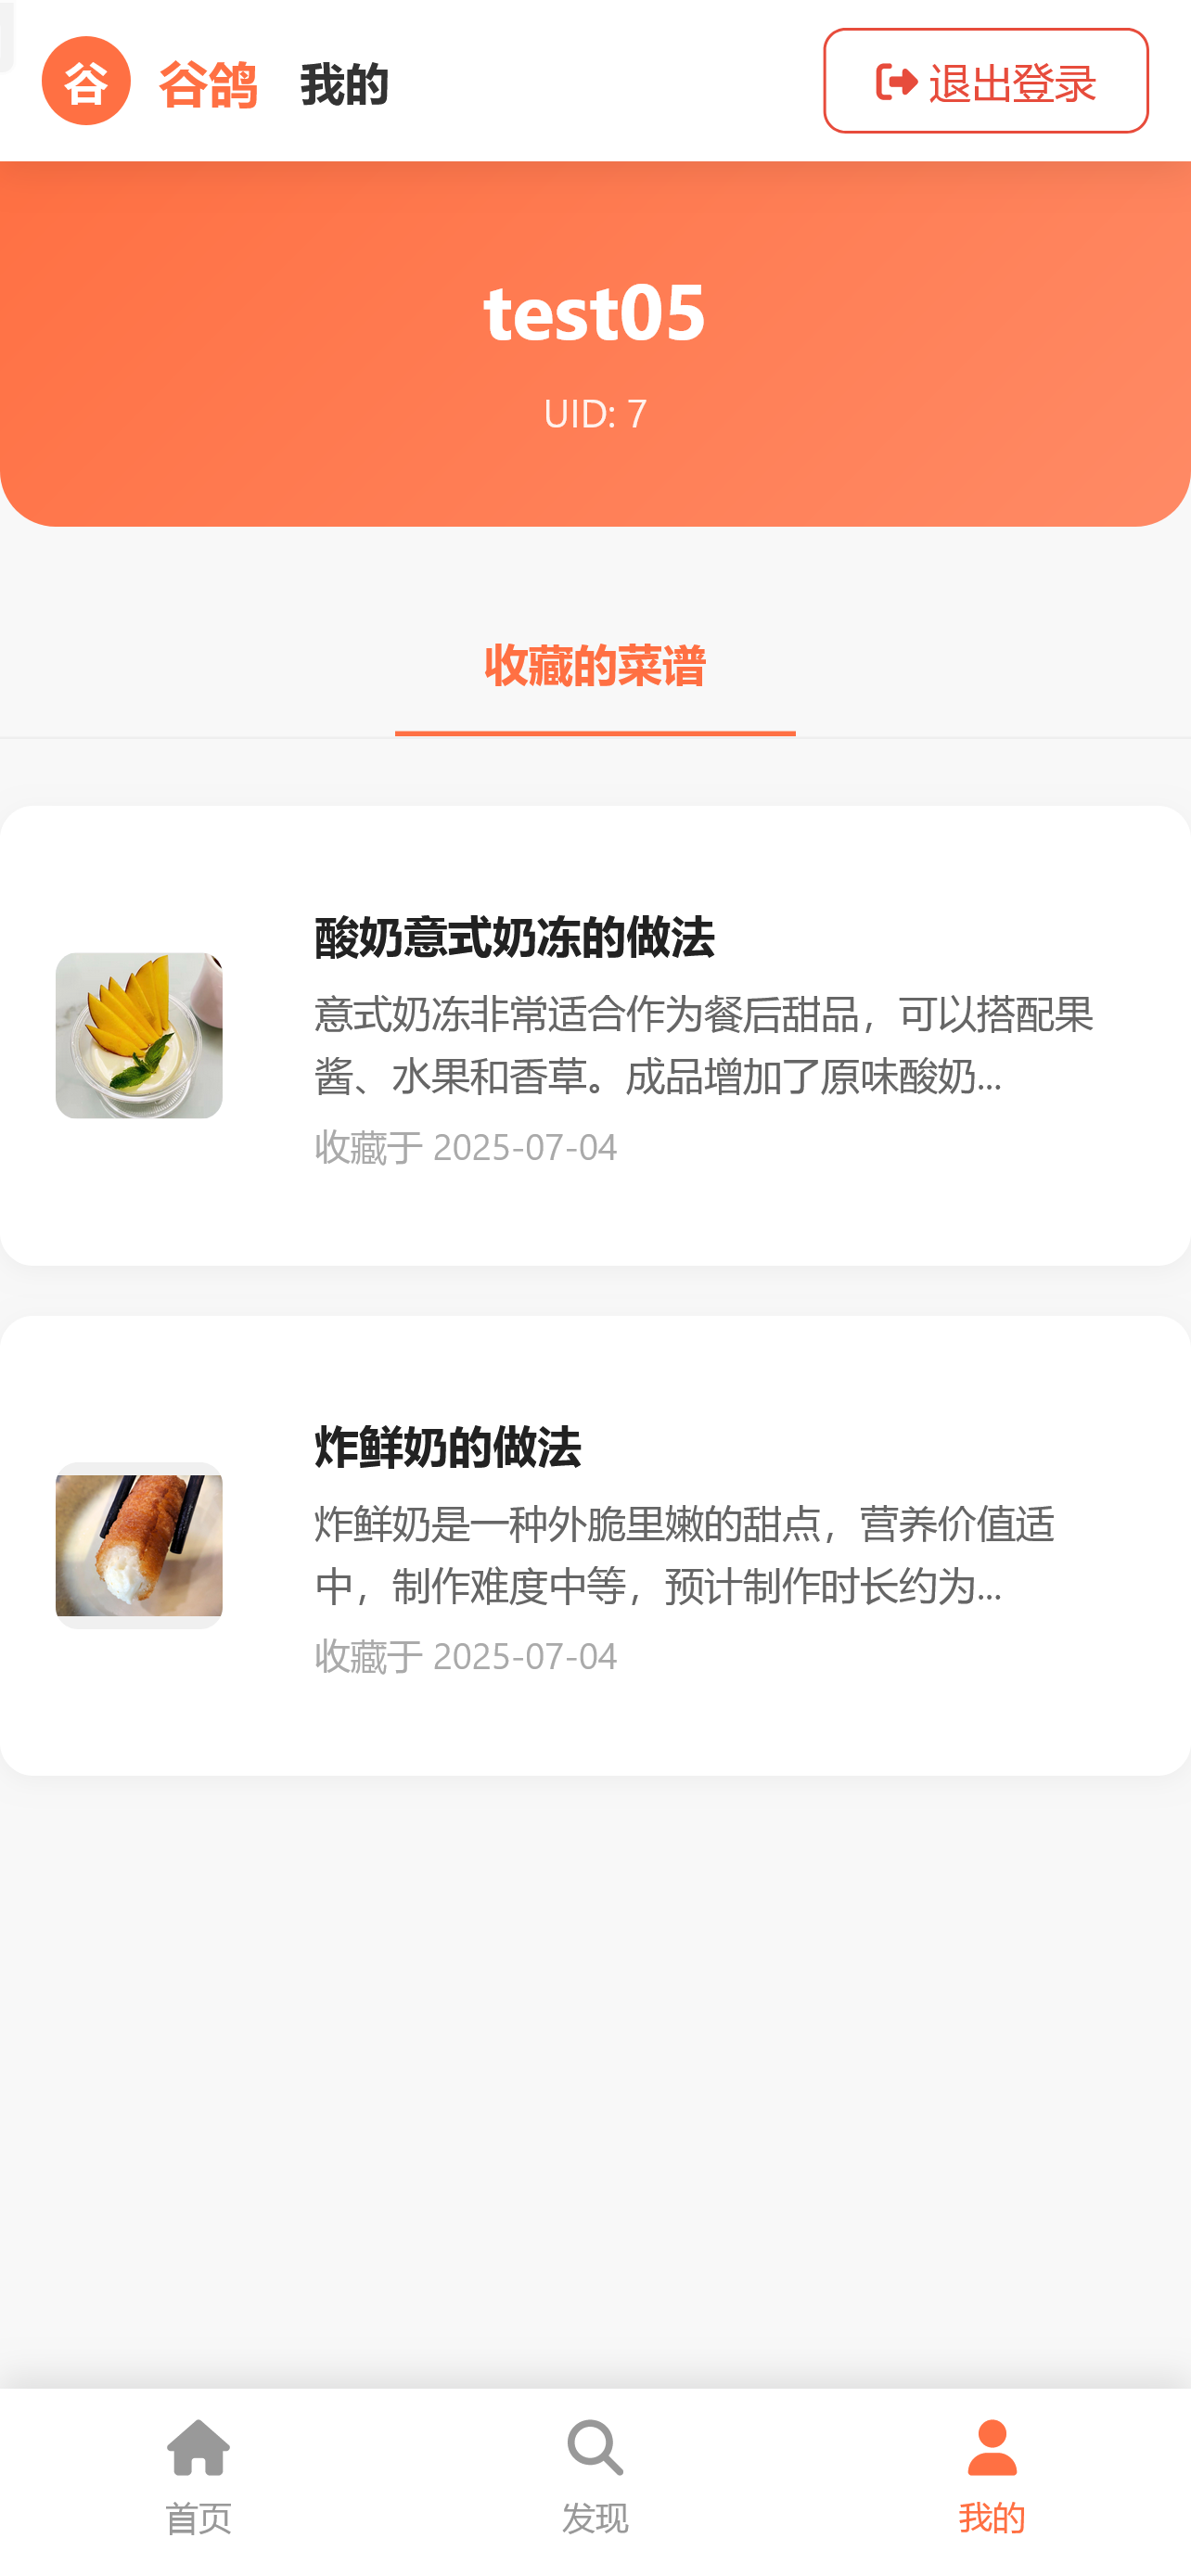 谷 谷鸽 我的 退出登录
test05
UID: 7
收藏的菜谱
酸奶意式奶冻的做法
意式奶冻非常适合作为餐后甜品，可以搭配果
酱、水果和香草。成品增加了原味酸奶...
收藏于 2025-07-04
炸鲜奶的做法
炸鲜奶是一种外脆里嫩的甜点，营养价值适
中，制作难度中等，预计制作时长约为...
收藏于 2025-07-04
首页 发现 我的